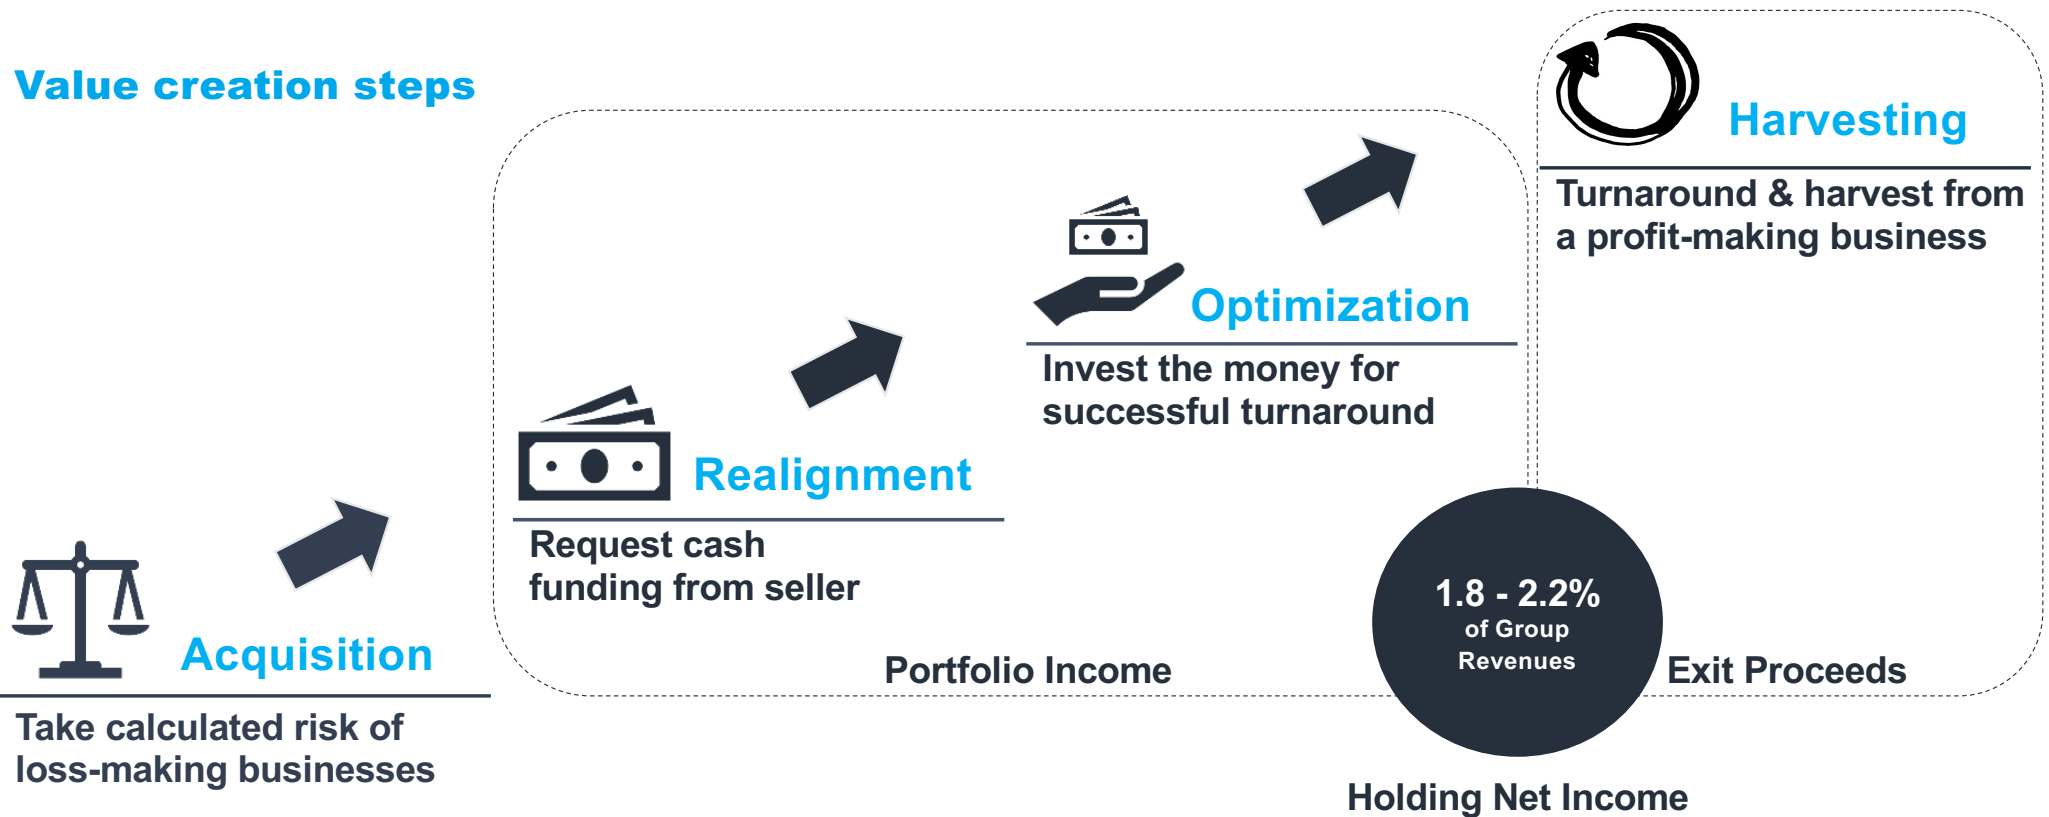 Value creation steps
Acquisition
Take calculated risk of
loss-making businesses
Realignment
Request cash
funding from seller
Optimization
Invest the money for
successful turnaround
Harvesting
Turnaround & harvest from
a profit-making business
Portfolio Income
1.8 - 2.2%
of Group
Revenues
Exit Proceeds
Holding Net Income